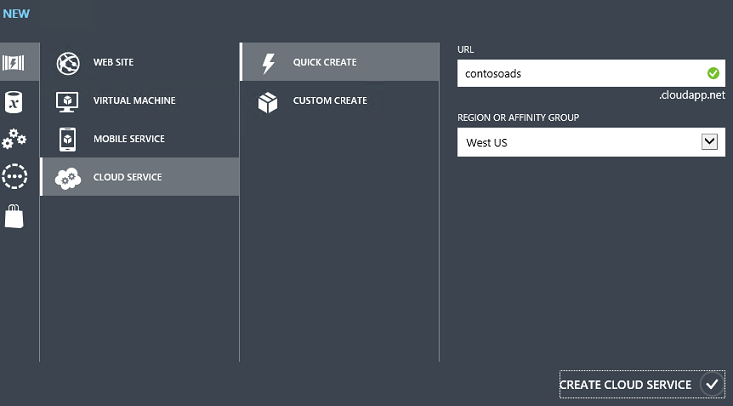 NEW
WEB SITE
VIRTUAL MACHINE
MOBILE SERVICE
CLOUD SERVICE
QUICK CREATE
CUSTOM CREATE
URL
contosoads
.cloudapp.net
REGION OR AFFINITY GROUP
West US
CREATE CLOUD SERVICE